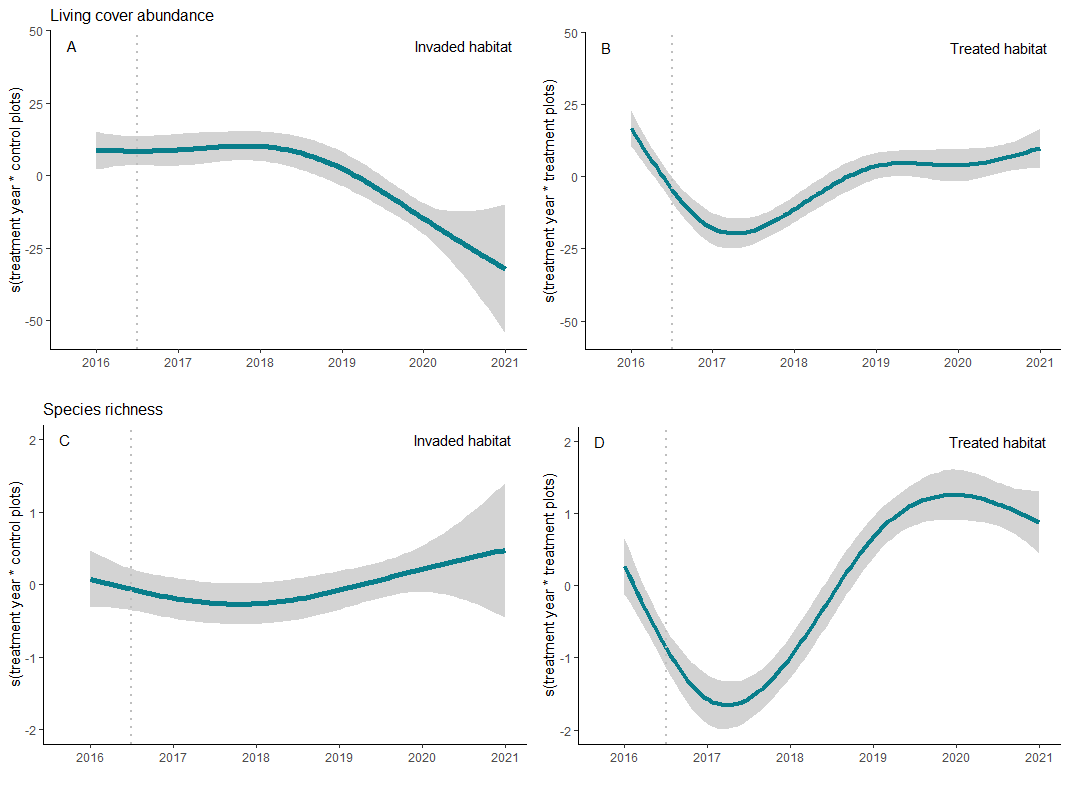 Living cover abundance
A
Invaded habitat
s(treatment year * control plots)
50
25
0
-25
-50
2016 2017 2018 2019 2020 2021
B
Treated habitat
s(treatment year * treatment plots)
50
25
0
-25
-50
2016 2017 2018 2019 2020 2021
Species richness
C
Invaded habitat
s(treatment year * control plots)
2
1
0
-1
-2
2016 2017 2018 2019 2020 2021
D
Treated habitat
s(treatment year * treatment plots)
2
1
0
-1
-2
2016 2017 2018 2019 2020 2021